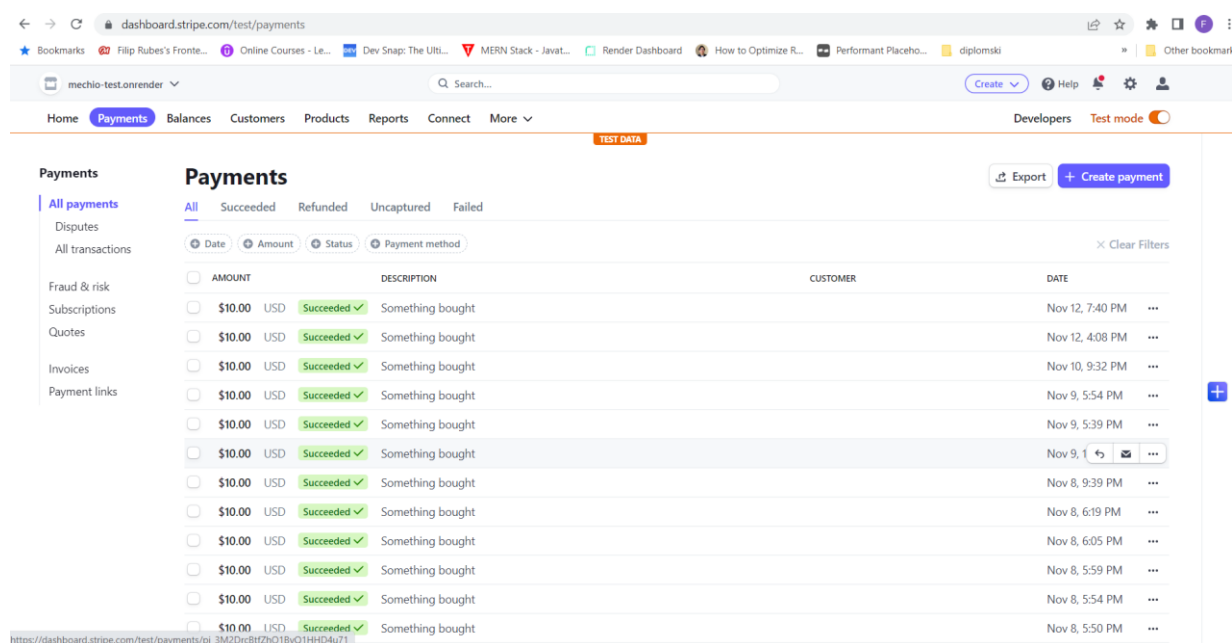 dashboard.stripe.com/test/payments
Bookmarks Filip Rubes's Fronte... Online Courses - Le... Dev Snap: The Ulti... MERN Stack - Javat... Render Dashboard How to Optimize R... Performant Placeho... diplomski » Other bookmark
mechio-test.onrender Search... Create Help
Home Payments Balances Customers Products Reports Connect More Developers Test mode
TEST DATA
Payments
All payments
Disputes
All transactions
Fraud & risk
Subscriptions
Quotes
Invoices
Payment links
Payments Export + Create payment
All Succeeded Refunded Uncaptured Failed
Date Amount Status Payment method × Clear Filters
AMOUNT DESCRIPTION CUSTOMER DATE
$10.00 USD Succeeded ✓ Something bought Nov 12, 7:40 PM ...
$10.00 USD Succeeded ✓ Something bought Nov 12, 4:08 PM ...
$10.00 USD Succeeded ✓ Something bought Nov 10, 9:32 PM ...
$10.00 USD Succeeded ✓ Something bought Nov 9, 5:54 PM ...
$10.00 USD Succeeded ✓ Something bought Nov 9, 5:39 PM ...
$10.00 USD Succeeded ✓ Something bought Nov 9, 1 ...
$10.00 USD Succeeded ✓ Something bought Nov 8, 9:39 PM ...
$10.00 USD Succeeded ✓ Something bought Nov 8, 6:19 PM ...
$10.00 USD Succeeded ✓ Something bought Nov 8, 6:05 PM ...
$10.00 USD Succeeded ✓ Something bought Nov 8, 5:59 PM ...
$10.00 USD Succeeded ✓ Something bought Nov 8, 5:54 PM ...
$10.00 USD Succeeded ✓ Something bought Nov 8, 5:50 PM ...